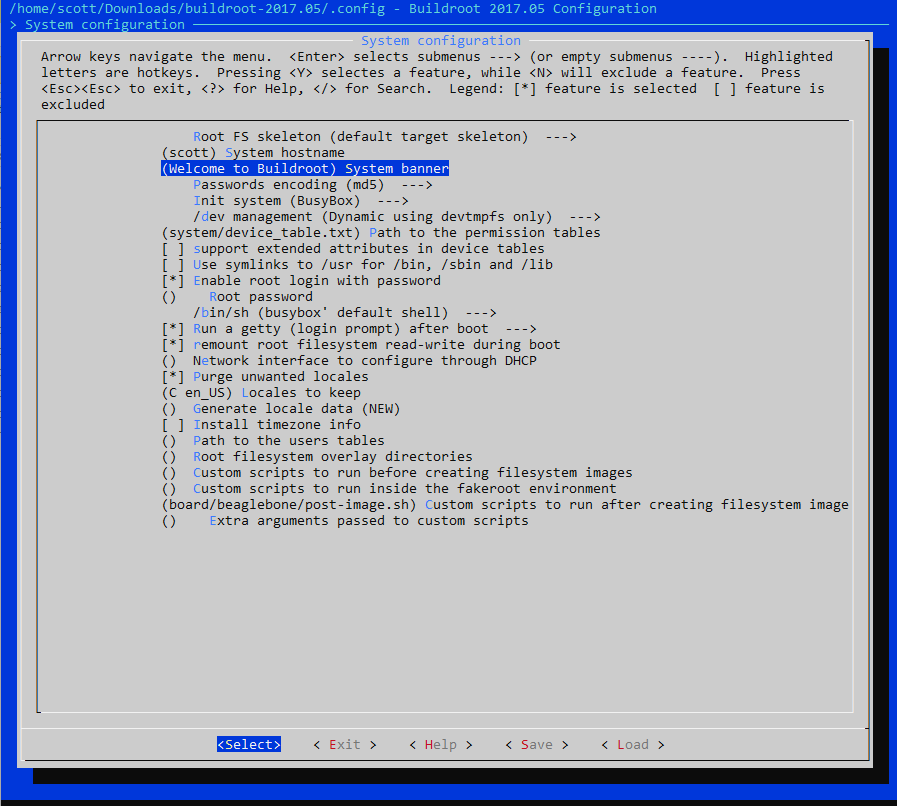 /home/scott/Downloads/buildroot-2017.05/.config - Buildroot 2017.05 Configuration
> System configuration
System configuration
Arrow keys navigate the menu.  <Enter> selects submenus ---> (or empty submenus ----).  Highlighted
letters are hotkeys.  Pressing <Y> selectes a feature, while <N> will exclude a feature.  Press
<Esc><Esc> to exit, <?> for Help, </> for Search.  Legend: [*] feature is selected  [ ] feature is
excluded
Root FS skeleton (default target skeleton)  --->
(scott) System hostname
(Welcome to Buildroot) System banner
Passwords encoding (md5)  --->
Init system (BusyBox)  --->
/dev management (Dynamic using devtmpfs only)  --->
(system/device_table.txt) Path to the permission tables
[ ] support extended attributes in device tables
[ ] Use symlinks to /usr for /bin, /sbin and /lib
[*] Enable root login with password
()    Root password
/bin/sh (busybox' default shell)  --->
[*] Run a getty (login prompt) after boot  --->
[*] remount root filesystem read-write during boot
()  Network interface to configure through DHCP
[*] Purge unwanted locales
(C en_US) Locales to keep
()  Generate locale data (NEW)
[ ] Install timezone info
()  Path to the users tables
()  Root filesystem overlay directories
()  Custom scripts to run before creating filesystem images
()  Custom scripts to run inside the fakeroot environment
(board/beaglebone/post-image.sh) Custom scripts to run after creating filesystem image
()    Extra arguments passed to custom scripts
<Select>    < Exit >    < Help >    < Save >    < Load >